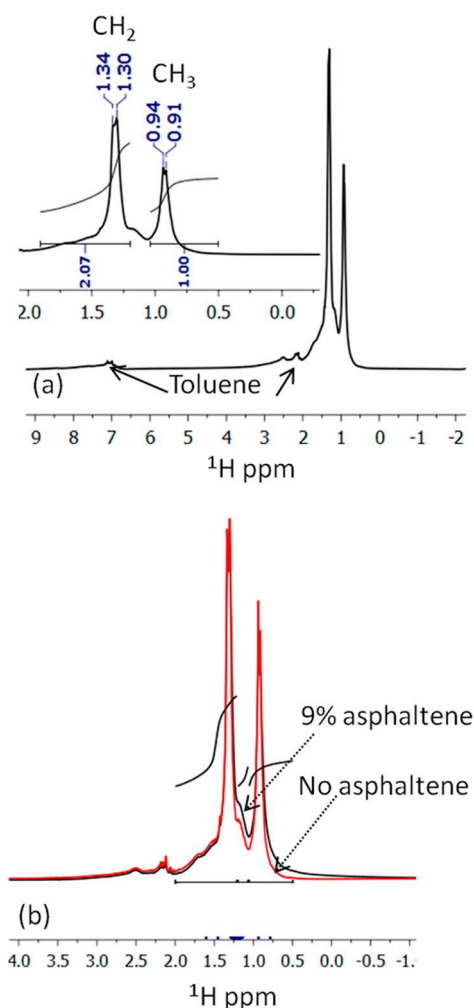 CH2
CH3
1.34
1.30
0.94
0.91
2.07
1.00
2.0 1.5 1.0 0.5 0.0
(a)
Toluene
9 8 7 6 5 4 3 2 1 0 -1 -2
1H ppm
9% asphaltene
No asphaltene
(b)
4.0 3.5 3.0 2.5 2.0 1.5 1.0 0.5 0.0 -0.5 -1.0
1H ppm